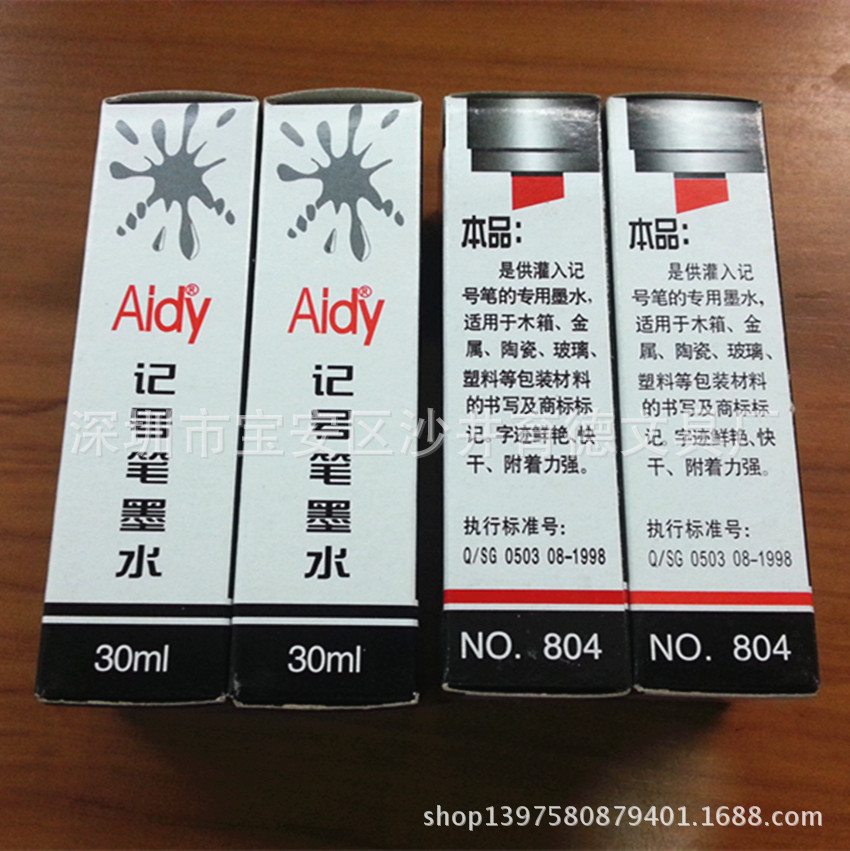 Aidy®
记
号
笔
墨
水
30ml
Aidy®
记
号
笔
墨
水
30ml
本品:
是供灌入记
号笔的专用墨水,
适用于木箱、金
属、陶瓷、玻璃、
塑料等包装材料
的书写及商标标
记。字迹鲜艳、快
干、附着力强。
执行标准号:
Q/SG 0503 08-1998
NO. 804
本品:
是供灌入记
号笔的专用墨水,
适用于木箱、金
属、陶瓷、玻璃、
塑料等包装材料
的书写及商标标
记。字迹鲜艳、快
干、附着力强。
执行标准号:
Q/SG 0503 08-1998
NO. 804
深圳市宝安区沙井德文具厂
shop1397580879401.1688.com